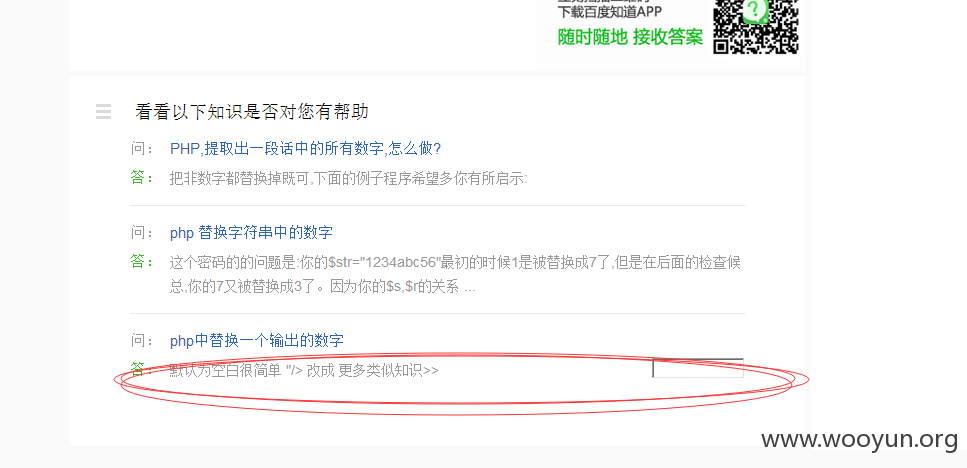 下载百度知道APP
随时随地 接收答案
看看以下知识是否对您有帮助
问： PHP,提取出一段话中的所有数字,怎么做?
答： 把非数字都替换掉既可,下面的例子程序希望多你有所启示:
问： php 替换字符串中的数字
答： 这个密码的的问题是:你的$str="1234abc56"最初的时候1是被替换成7了,但是在后面的检查候
总,你的7又被替换成3了。因为你的$s,$r的关系 ...
问： php中替换一个输出的数字
答： 默认为空白很简单 "/> 改成 更多类似知识>>
www.wooyun.org